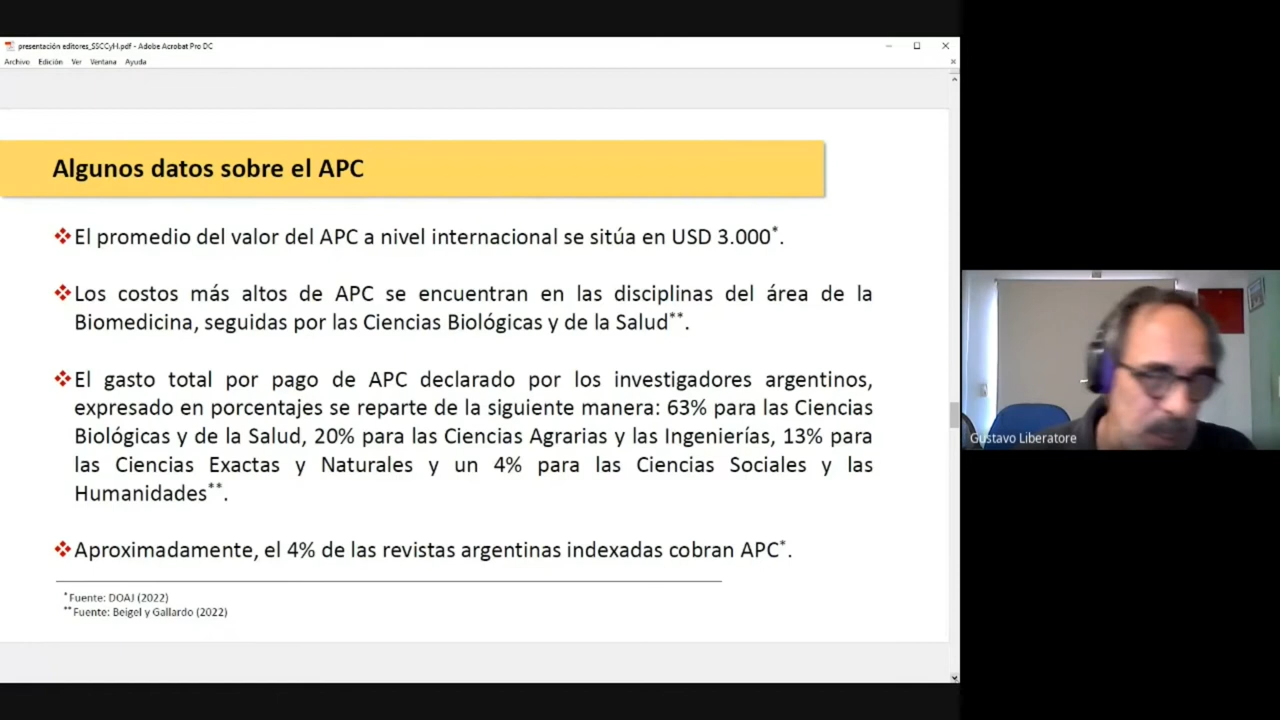 presentación editores_SSCCyH.pdf - Adobe Acrobat Pro DC
Archivo Edición Ver Ventana Ayuda
Algunos datos sobre el APC
El promedio del valor del APC a nivel internacional se sitúa en USD 3.000*.
Los costos más altos de APC se encuentran en las disciplinas del área de la
Biomedicina, seguidas por las Ciencias Biológicas y de la Salud**.
El gasto total por pago de APC declarado por los investigadores argentinos,
expresado en porcentajes se reparte de la siguiente manera: 63% para las Ciencias
Biológicas y de la Salud, 20% para las Ciencias Agrarias y las Ingenierías, 13% para
las Ciencias Exactas y Naturales y un 4% para las Ciencias Sociales y las
Humanidades**.
Aproximadamente, el 4% de las revistas argentinas indexadas cobran APC*.
*Fuente: DOAJ (2022)
**Fuente: Beigel y Gallardo (2022)
Gustavo Liberatore